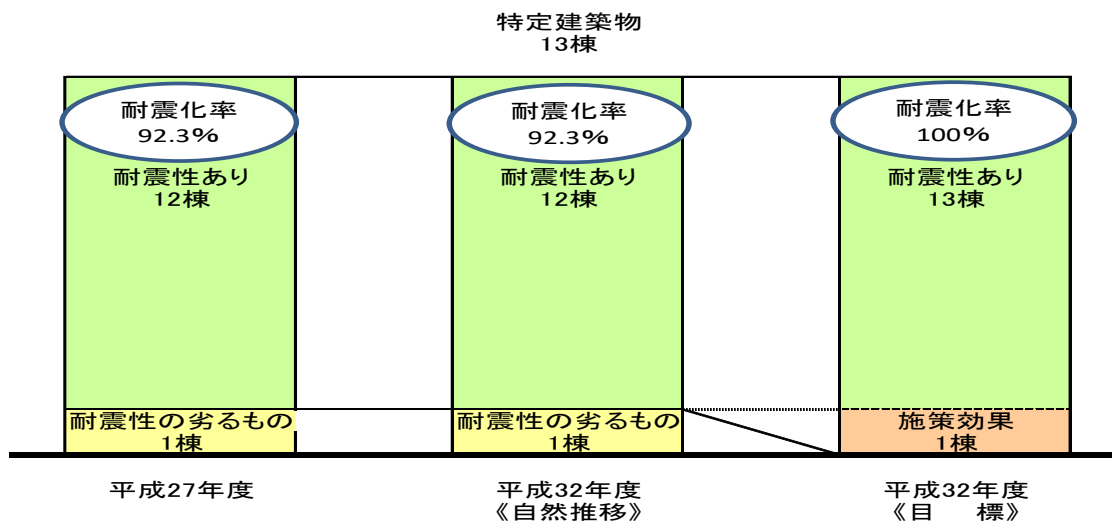 特定建築物
13棟
耐震化率
92.3%
耐震性あり
12棟
耐震性の劣るもの
1棟
平成27年度
耐震化率
92.3%
耐震性あり
12棟
耐震性の劣るもの
1棟
平成32年度
《自然推移》
耐震化率
100%
耐震性あり
13棟
施策効果
1棟
平成32年度
《目　標》